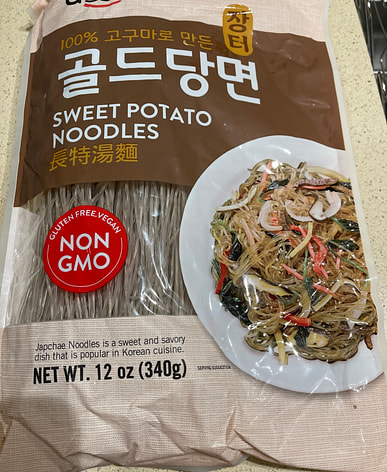 장터
100% 고구마로 만든
골드당면
SWEET POTATO
NOODLES
長特湯麵
GLUTEN FREE, VEGAN
NON
GMO
Japchae Noodles is a sweet and savory
dish that is popular in Korean cuisine.
NET WT. 12 oz (340g)
SERVING SUGGESTION